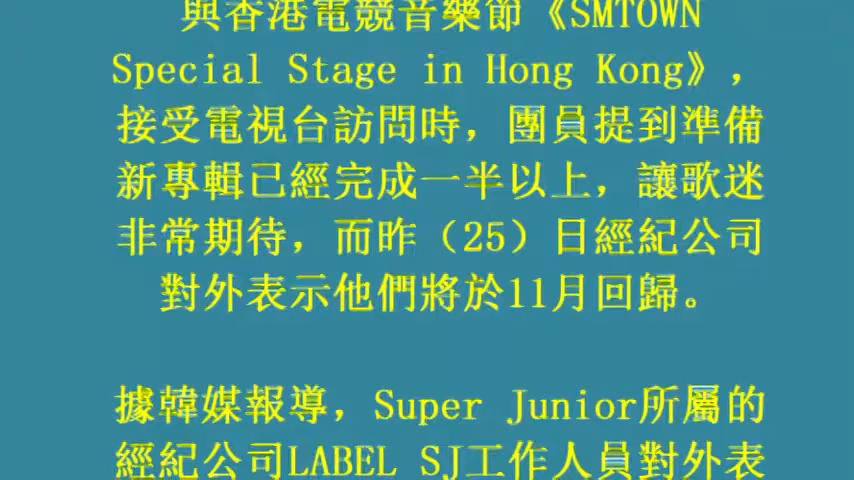 與香港電競音樂節《SMTOWN
Special Stage in Hong Kong》，
接受電視台訪問時，團員提到準備
新專輯已經完成一半以上，讓歌迷
非常期待，而昨（25）日經紀公司
對外表示他們將於11月回歸。
據韓媒報導，Super Junior所屬的
經紀公司LABEL SJ工作人員對外表